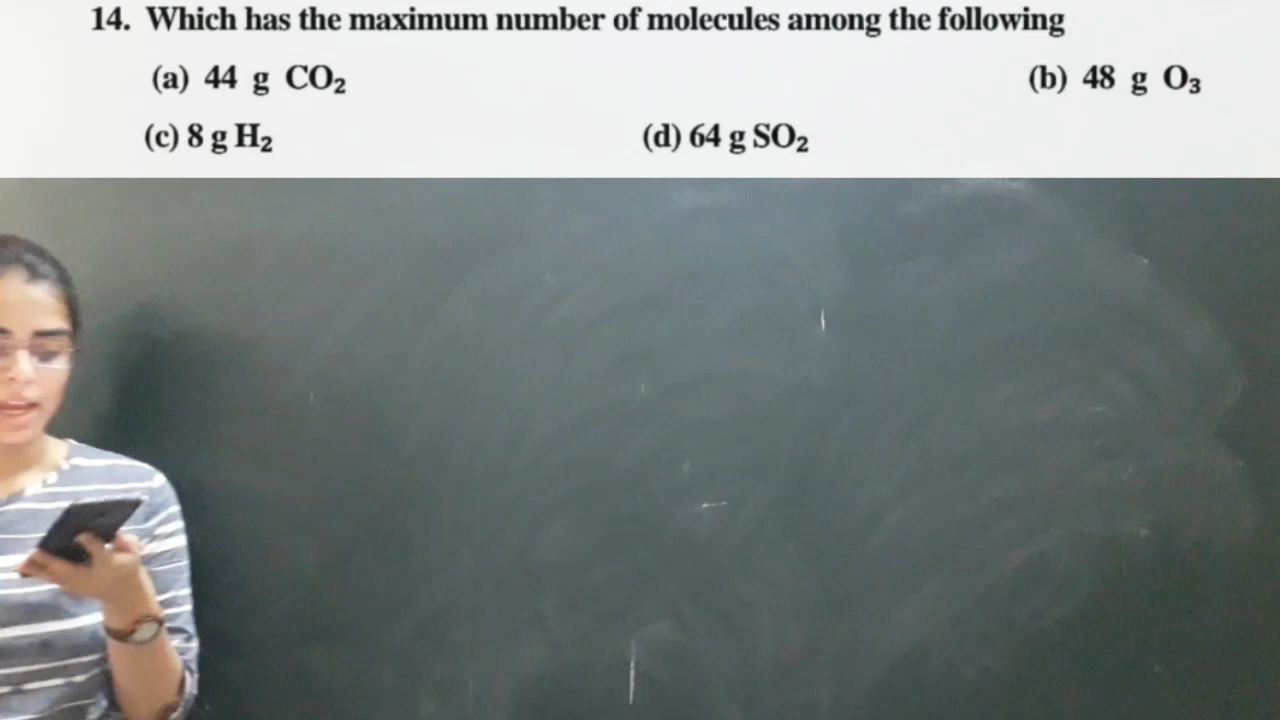 14. Which has the maximum number of molecules among the following
(a) 44 g CO₂ (b) 48 g O₃
(c) 8 g H₂ (d) 64 g SO₂